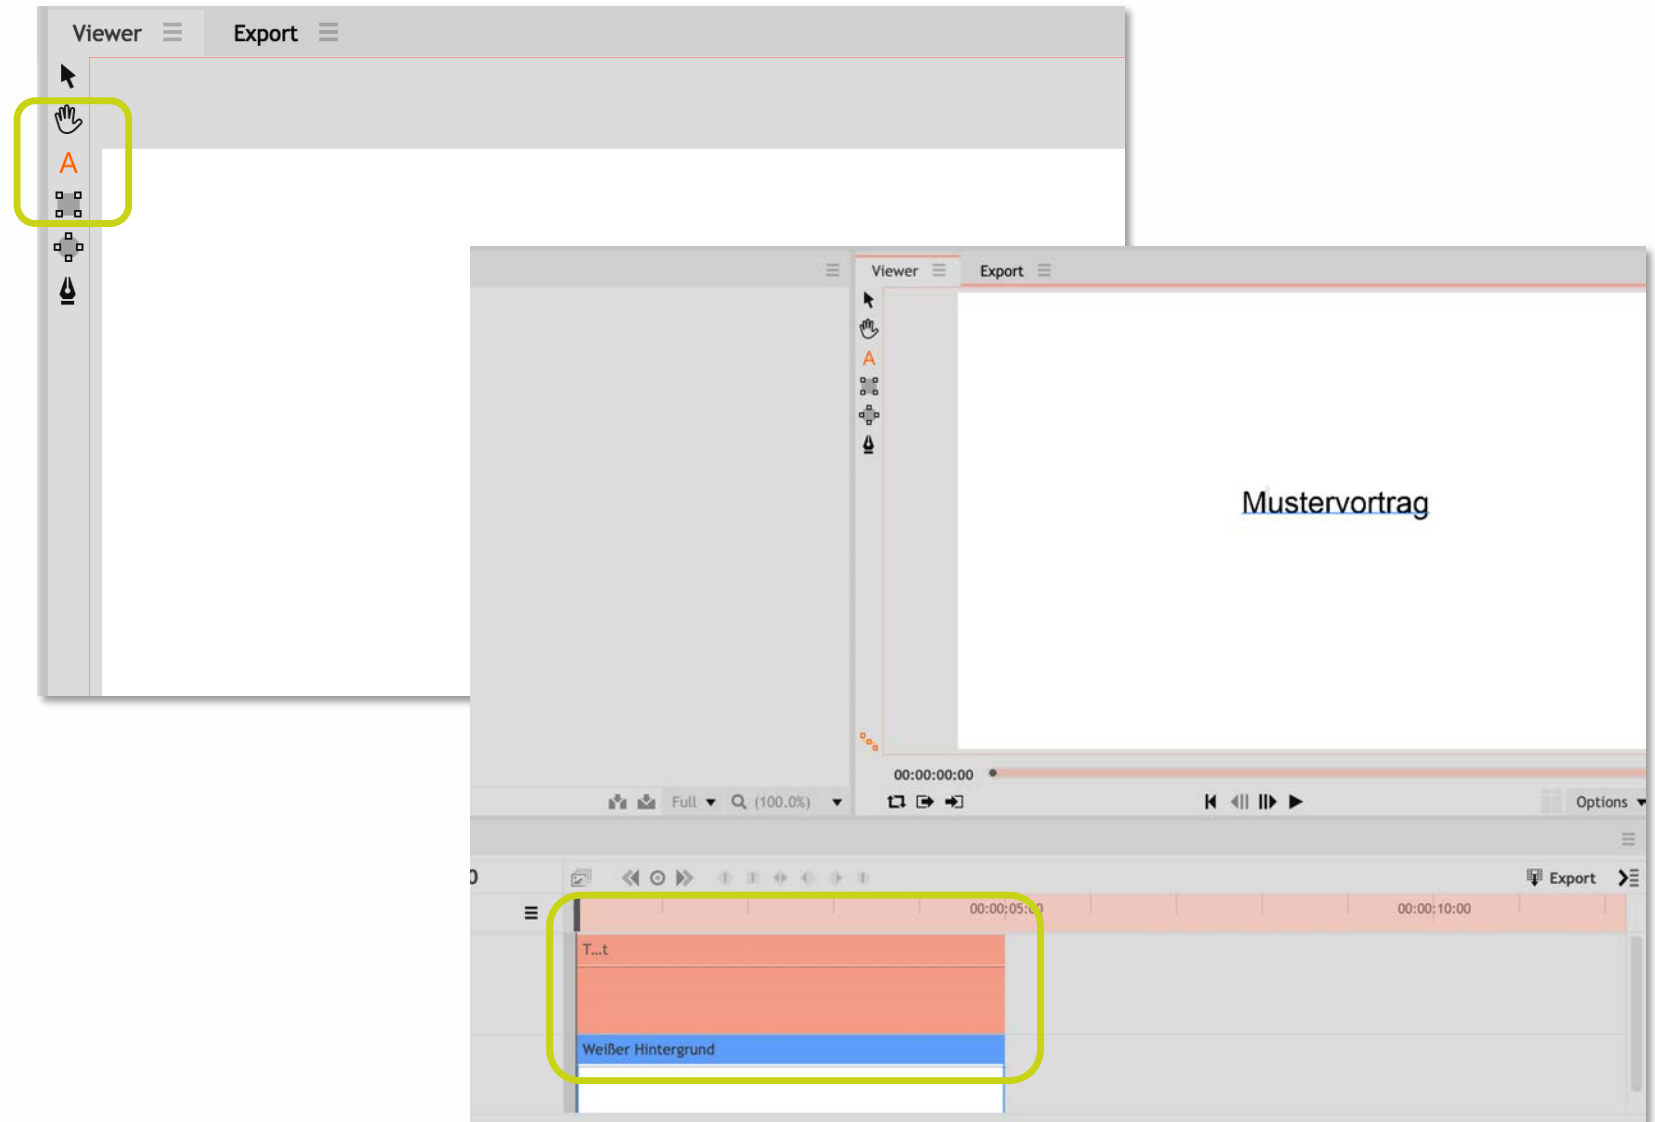 Viewer
Export
A
Viewer
Export
A
Mustervortrag
00:00:00:00
Full
(100.0%)
Options
0
Export
00:00:05:00
00:00:10:00
T...t
Weißer Hintergrund